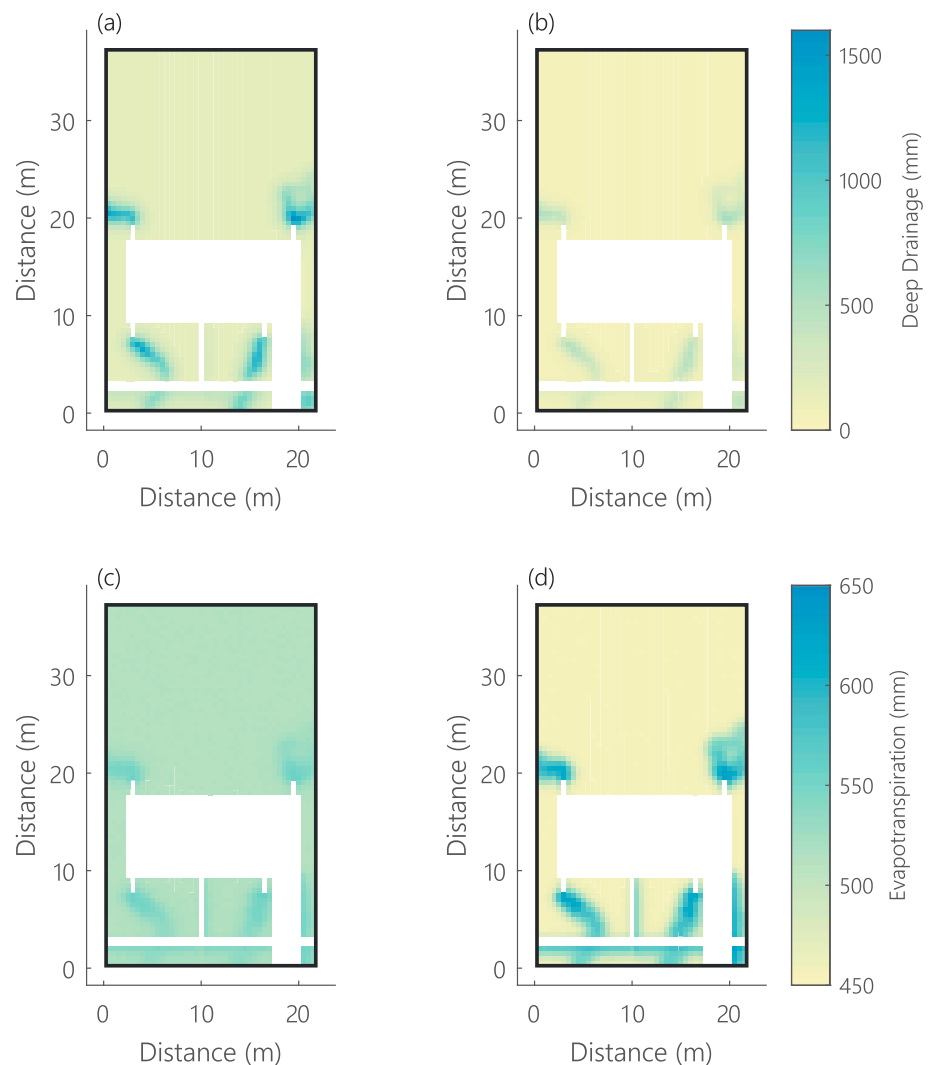 (a)
30
20
10
0
Distance (m)
0 10 20
Distance (m)
(b)
30
20
10
0
Distance (m)
0 10 20
Distance (m)
1500
1000
500
0
Deep Drainage (mm)
(c)
30
20
10
0
Distance (m)
0 10 20
Distance (m)
(d)
30
20
10
0
Distance (m)
0 10 20
Distance (m)
650
600
550
500
450
Evapotranspiration (mm)